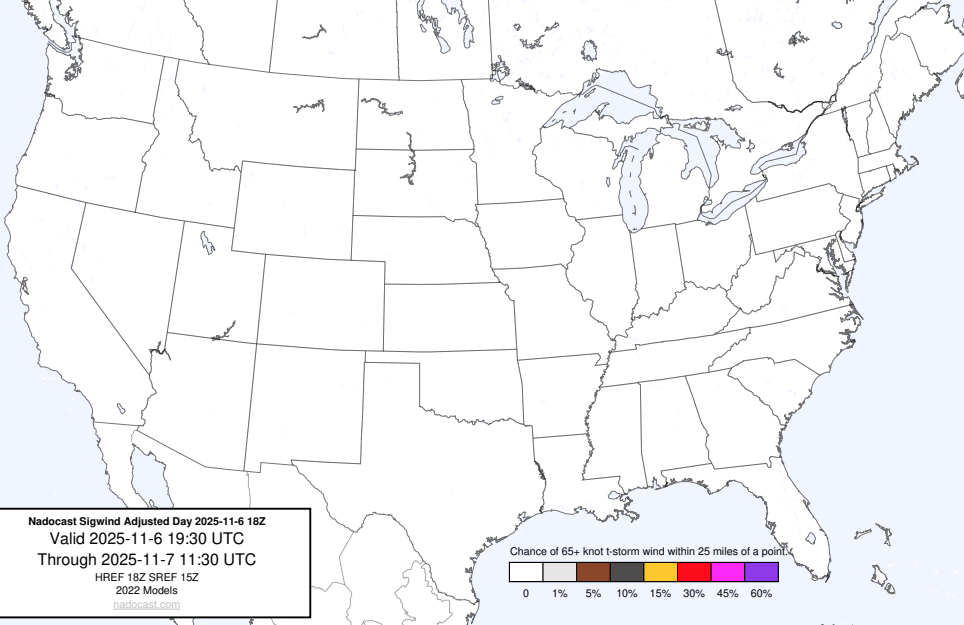 Nadocast Sigwind Adjusted Day 2025-11-6 18Z
Valid 2025-11-6 19:30 UTC
Through 2025-11-7 11:30 UTC
HREF 18Z SREF 15Z
2022 Models
nadocast.com
Chance of 65+ knot t-storm wind within 25 miles of a point.
0 1% 5% 10% 15% 30% 45% 60%